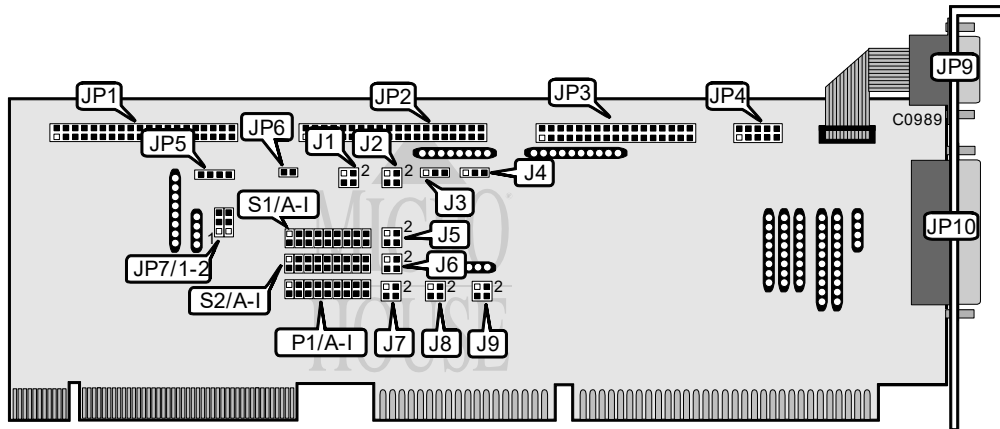 JP9
JP1
JP2
JP3
JP4
C0989
JP5
JP6
J1
J2
2
2
J4
J3
S1/A-I
MICRO
JP10
1
2
J5
JP7/1-2
2
J6
S2/A-I
2
2
2
HOUSE
P1/A-I
J7
J8
J9